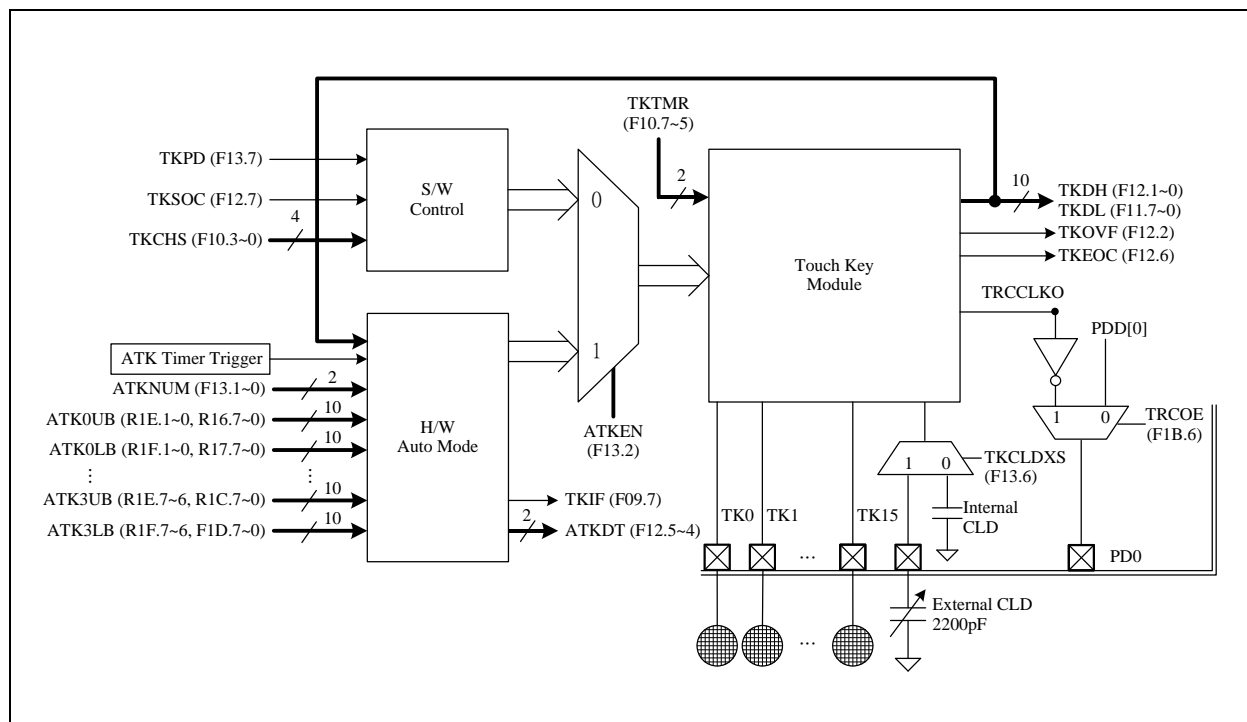 TKTMR
(F10.7~5)
2
TKPD (F13.7)
TKSOC (F12.7)
TKCHS (F10.3~0)
4
S/W
Control
0
1
ATKEN
(F13.2)
Touch Key
Module
10
TKDH (F12.1~0)
TKDL (F11.7~0)
TKOVF (F12.2)
TKEOC (F12.6)
TRCCLKO
PDD[0]
1
0
TRCOE
(F1B.6)
ATK Timer Trigger
ATKNUM (F13.1~0)
2
ATK0UB (R1E.1~0, R16.7~0)
10
ATK0LB (R1F.1~0, R17.7~0)
10
⋮
⋮
ATK3UB (R1E.7~6, R1C.7~0)
10
ATK3LB (R1F.7~6, F1D.7~0)
10
H/W
Auto Mode
TKIF (F09.7)
2
ATKDT (F12.5~4)
1
0
TKCLDXS
(F13.6)
Internal
CLD
TK0
TK1
TK15
...
PD0
External CLD
2200pF
...